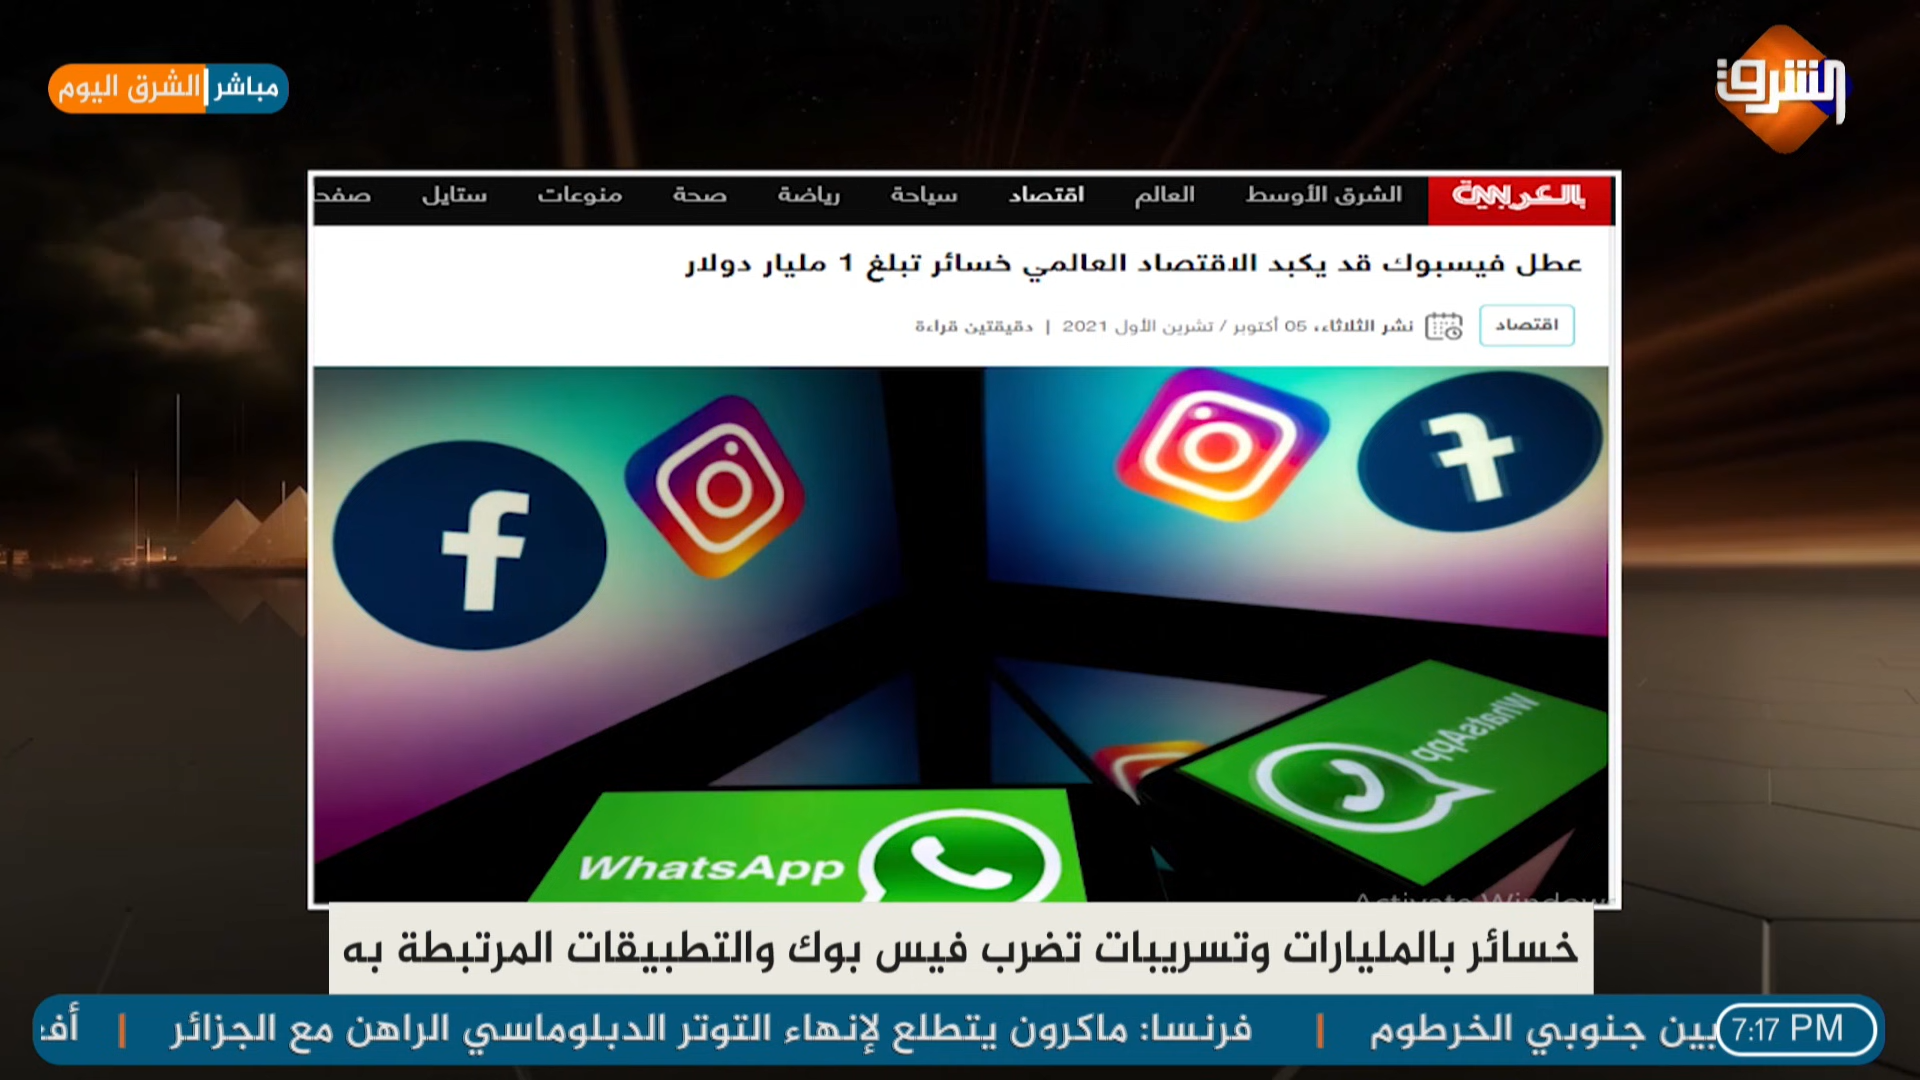 مباشر الشرق اليوم
الشرق
CNN بالعربية
الشرق الأوسط العالم اقتصاد سياحة رياضة صحة منوعات ستايل صفح
عطل فيسبوك قد يكبد الاقتصاد العالمي خسائر تبلغ 1 مليار دولار
اقتصاد نشر الثلاثاء، 05 أكتوبر / تشرين الأول 2021 | دقيقتين قراءة
WhatsApp
WhatsApp
خسائر بالمليارات وتسريبات تضرب فيس بوك والتطبيقات المرتبطة به
7:17 PM بين جنوبي الخرطوم | فرنسا: ماكرون يتطلع لإنهاء التوتر الدبلوماسي الراهن مع الجزائر |